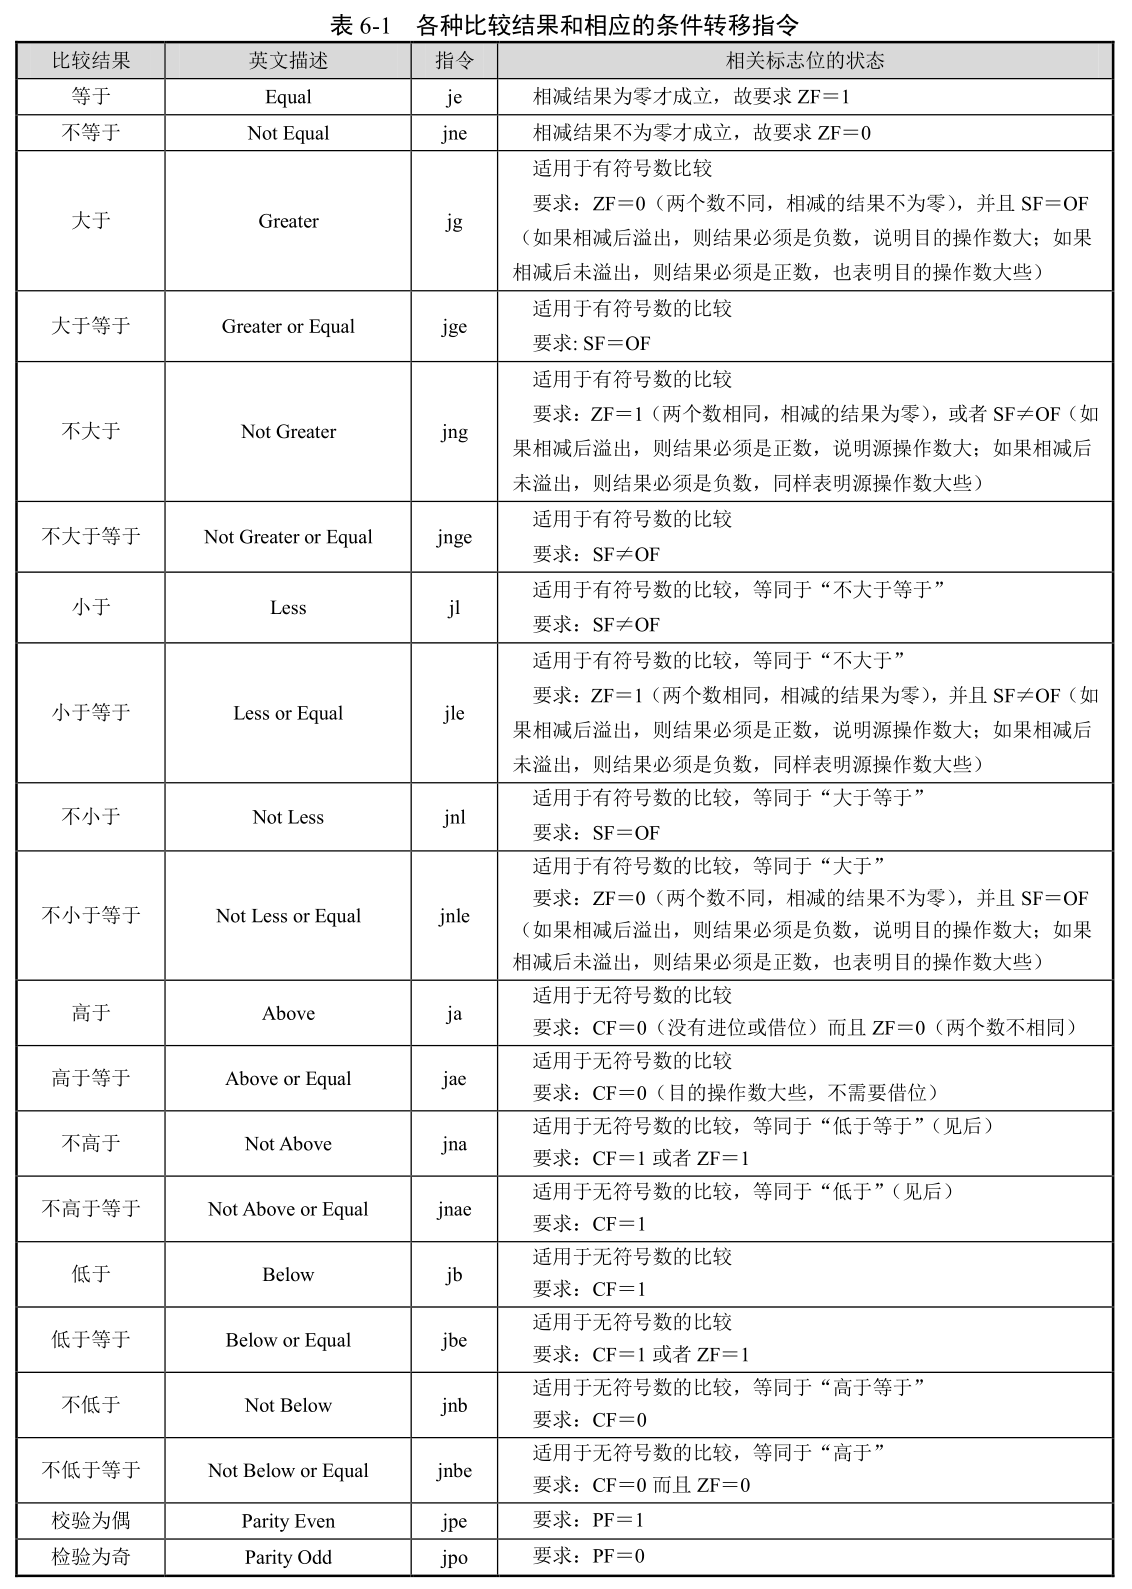 表 6-1　各种比较结果和相应的条件转移指令
比较结果 英文描述 指令 相关标志位的状态
等于 Equal je 相减结果为零才成立，故要求 ZF＝1
不等于 Not Equal jne 相减结果不为零才成立，故要求 ZF＝0
大于 Greater jg 适用于有符号数比较
要求：ZF＝0（两个数不同，相减的结果不为零），并且 SF＝OF
（如果相减后溢出，则结果必须是负数，说明目的操作数大；如果
相减后未溢出，则结果必须是正数，也表明目的操作数大些）
大于等于 Greater or Equal jge 适用于有符号数的比较
要求: SF＝OF
不大于 Not Greater jng 适用于有符号数的比较
要求：ZF＝1（两个数相同，相减的结果为零），或者 SF≠OF（如
果相减后溢出，则结果必须是正数，说明源操作数大；如果相减后
未溢出，则结果必须是负数，同样表明源操作数大些）
不大于等于 Not Greater or Equal jnge 适用于有符号数的比较
要求：SF≠OF
小于 Less jl 适用于有符号数的比较，等同于“不大于等于”
要求：SF≠OF
小于等于 Less or Equal jle 适用于有符号数的比较，等同于“不大于”
要求：ZF＝1（两个数相同，相减的结果为零），并且 SF≠OF（如
果相减后溢出，则结果必须是正数，说明源操作数大；如果相减后
未溢出，则结果必须是负数，同样表明源操作数大些）
不小于 Not Less jnl 适用于有符号数的比较，等同于“大于等于”
要求：SF＝OF
不小于等于 Not Less or Equal jnle 适用于有符号数的比较，等同于“大于”
要求：ZF＝0（两个数不同，相减的结果不为零），并且 SF＝OF
（如果相减后溢出，则结果必须是负数，说明目的操作数大；如果
相减后未溢出，则结果必须是正数，也表明目的操作数大些）
高于 Above ja 适用于无符号数的比较
要求：CF＝0（没有进位或借位）而且 ZF＝0（两个数不相同）
高于等于 Above or Equal jae 适用于无符号数的比较
要求：CF＝0（目的操作数大些，不需要借位）
不高于 Not Above jna 适用于无符号数的比较，等同于“低于等于”（见后）
要求：CF＝1 或者 ZF＝1
不高于等于 Not Above or Equal jnae 适用于无符号数的比较，等同于“低于”（见后）
要求：CF＝1
低于 Below jb 适用于无符号数的比较
要求：CF＝1
低于等于 Below or Equal jbe 适用于无符号数的比较
要求：CF＝1 或者 ZF＝1
不低于 Not Below jnb 适用于无符号数的比较，等同于“高于等于”
要求：CF＝0
不低于等于 Not Below or Equal jnbe 适用于无符号数的比较，等同于“高于”
要求：CF＝0 而且 ZF＝0
校验为偶 Parity Even jpe 要求：PF＝1
检验为奇 Parity Odd jpo 要求：PF＝0